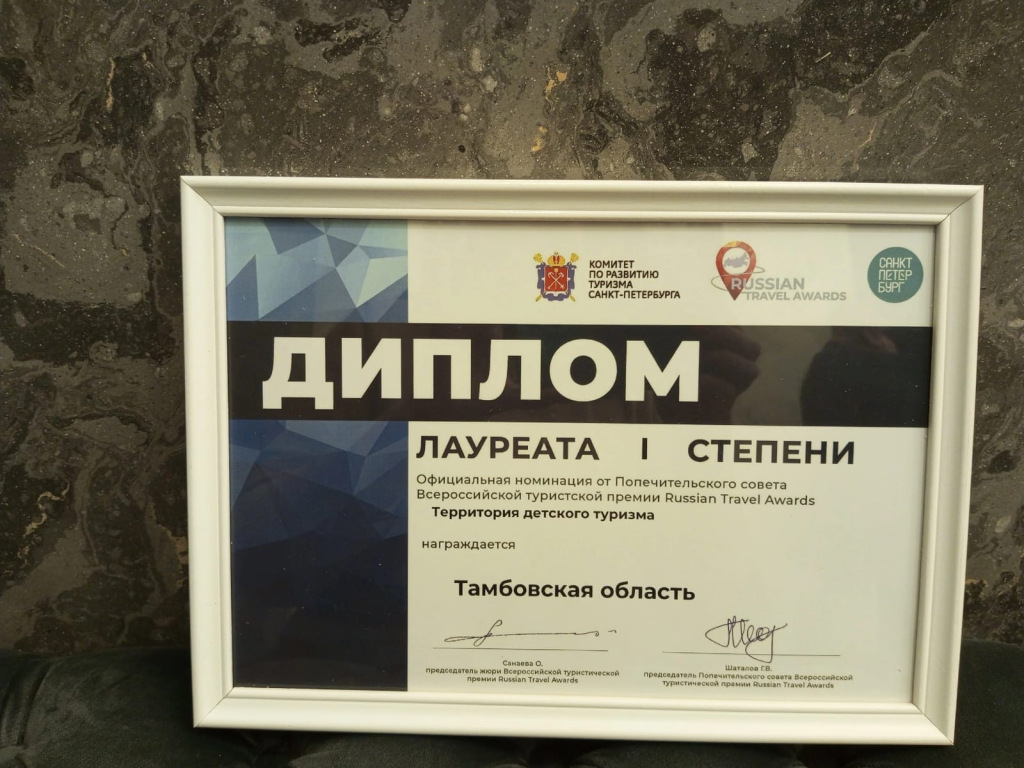 КОМИТЕТ
ПО РАЗВИТИЮ
ТУРИЗМА
САНКТ-ПЕТЕРБУРГА
RUSSIAN
TRAVEL AWARDS
САНКТ
ПЕТЕР
БУРГ
ДИПЛОМ
ЛАУРЕАТА I СТЕПЕНИ
Официальная номинация от Попечительского совета
Всероссийской туристской премии Russian Travel Awards
Территория детского туризма
награждается
Тамбовская область
Санаева О.
председатель жюри Всероссийской туристической
премии Russian Travel Awards
Шаталов Г.В.
председатель Попечительского совета Всероссийской
туристической премии Russian Travel Awards